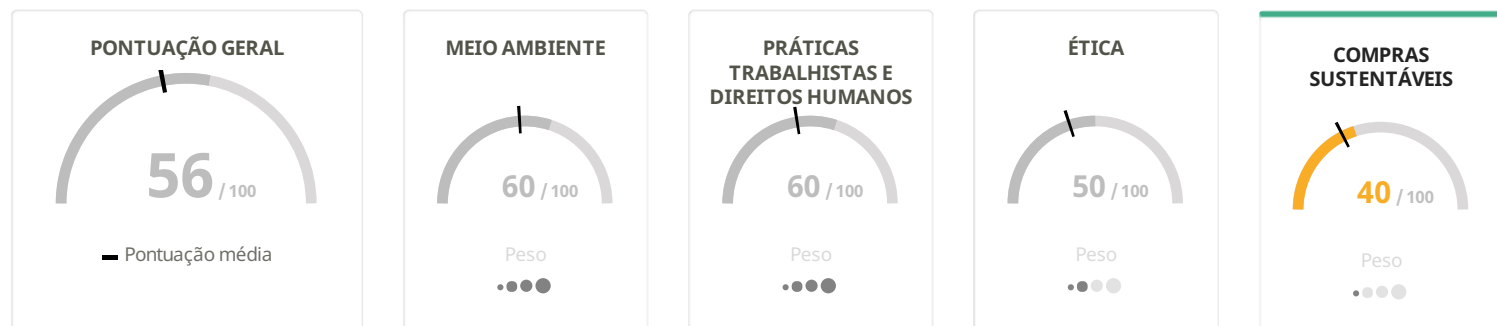 PONTUAÇÃO GERAL
56 / 100
Pontuação média
MEIO AMBIENTE
60 / 100
Peso
PRÁTICAS
TRABALHISTAS E
DIREITOS HUMANOS
60 / 100
Peso
ÉTICA
50 / 100
Peso
COMPRAS
SUSTENTÁVEIS
40 / 100
Peso